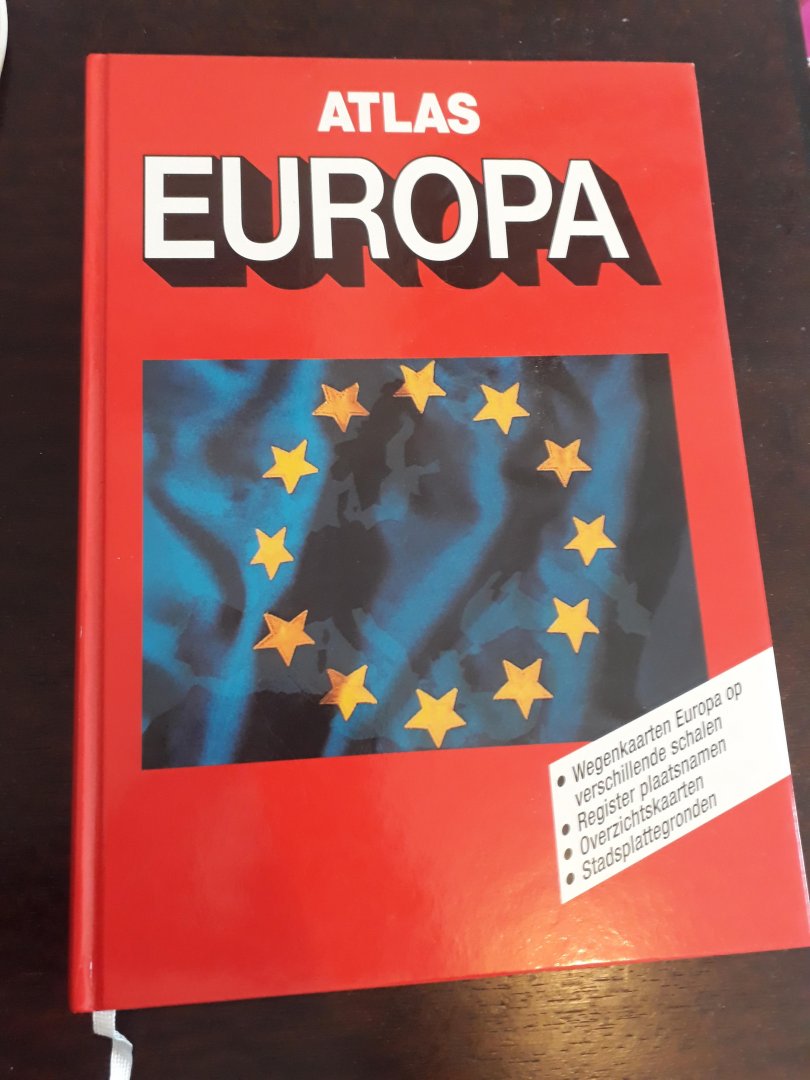 ATLAS
EUROPA
• Wegenkaarten Europa op
verschillende schalen
• Register plaatsnamen
• Overzichtskaarten
• Stadsplattegronden